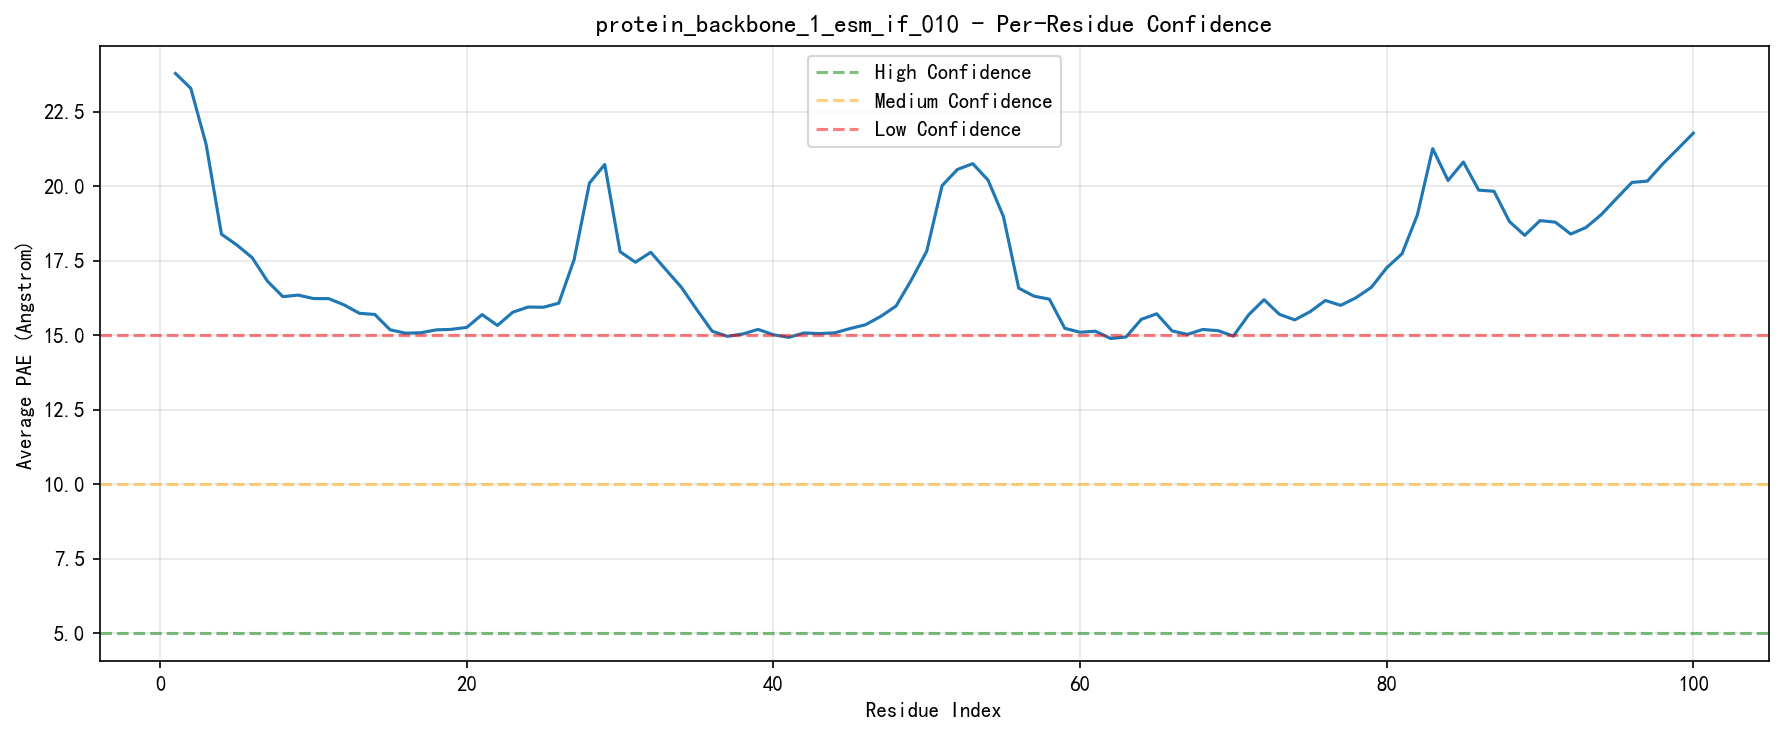 protein_backbone_1_esm_if_010 - Per-Residue Confidence
High Confidence
Medium Confidence
Low Confidence
Average PAE (Angstrom)
22.5
20.0
17.5
15.0
12.5
10.0
7.5
5.0
0 20 40 60 80 100
Residue Index